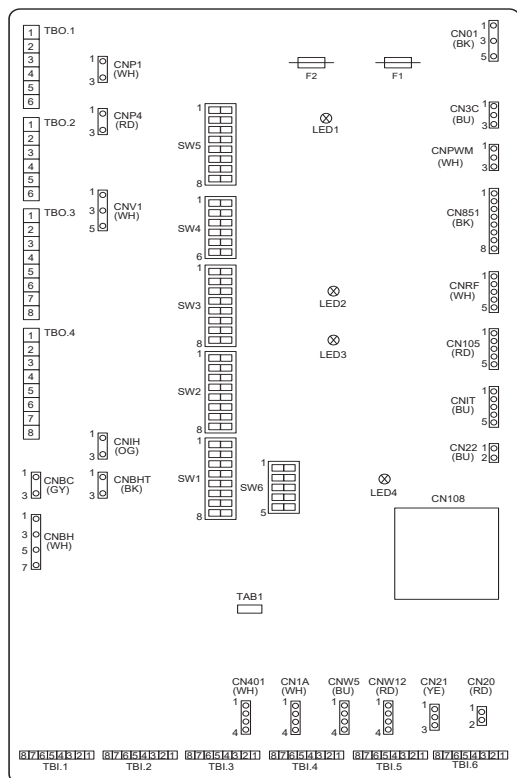 TBO.1
1
2
3
4
5
6
TBO.2
1
2
3
4
5
6
TBO.3
1
2
3
4
5
6
7
8
TBO.4
1
2
3
4
5
6
7
8
CNP1
(WH)
1
3
CNP4
(RD)
1
3
CNV1
(WH)
1
3
5
CNIH
(OG)
1
3
CNBC
(GY)
1
3
CNBHT
(BK)
1
3
CNBH
(WH)
1
3
5
7
SW5
1
8
SW4
1
6
SW3
1
8
SW2
1
8
SW1
1
8
SW6
1
5
F2
F1
LED1
LED2
LED3
LED4
CN01
(BK)
1
3
5
CN3C
(BU)
1
3
CNPWM
(WH)
1
3
CN851
(BK)
1
8
CNRF
(WH)
1
5
CN105
(RD)
1
5
CNIT
(BU)
1
5
CN22
(BU)
1
2
CN108
TAB1
CN401
(WH)
1
4
CN1A
(WH)
1
4
CNW5
(BU)
1
4
CNW12
(RD)
1
4
CN21
(YE)
1
3
CN20
(RD)
1
2
8 7 6 5 4 3 2 1
TBI.1
8 7 6 5 4 3 2 1
TBI.2
8 7 6 5 4 3 2 1
TBI.3
8 7 6 5 4 3 2 1
TBI.4
8 7 6 5 4 3 2 1
TBI.5
8 7 6 5 4 3 2 1
TBI.6